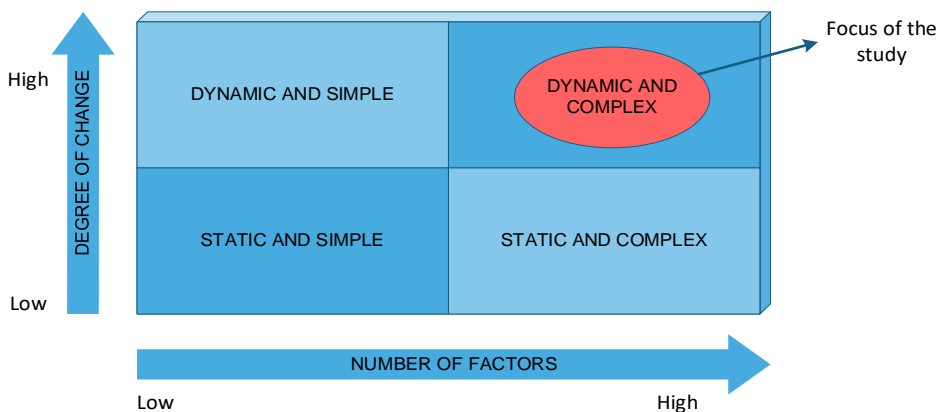 Focus of the
study
High
DEGREE OF CHANGE
DYNAMIC AND SIMPLE
DYNAMIC AND
COMPLEX
STATIC AND SIMPLE
STATIC AND COMPLEX
Low
NUMBER OF FACTORS
Low
High